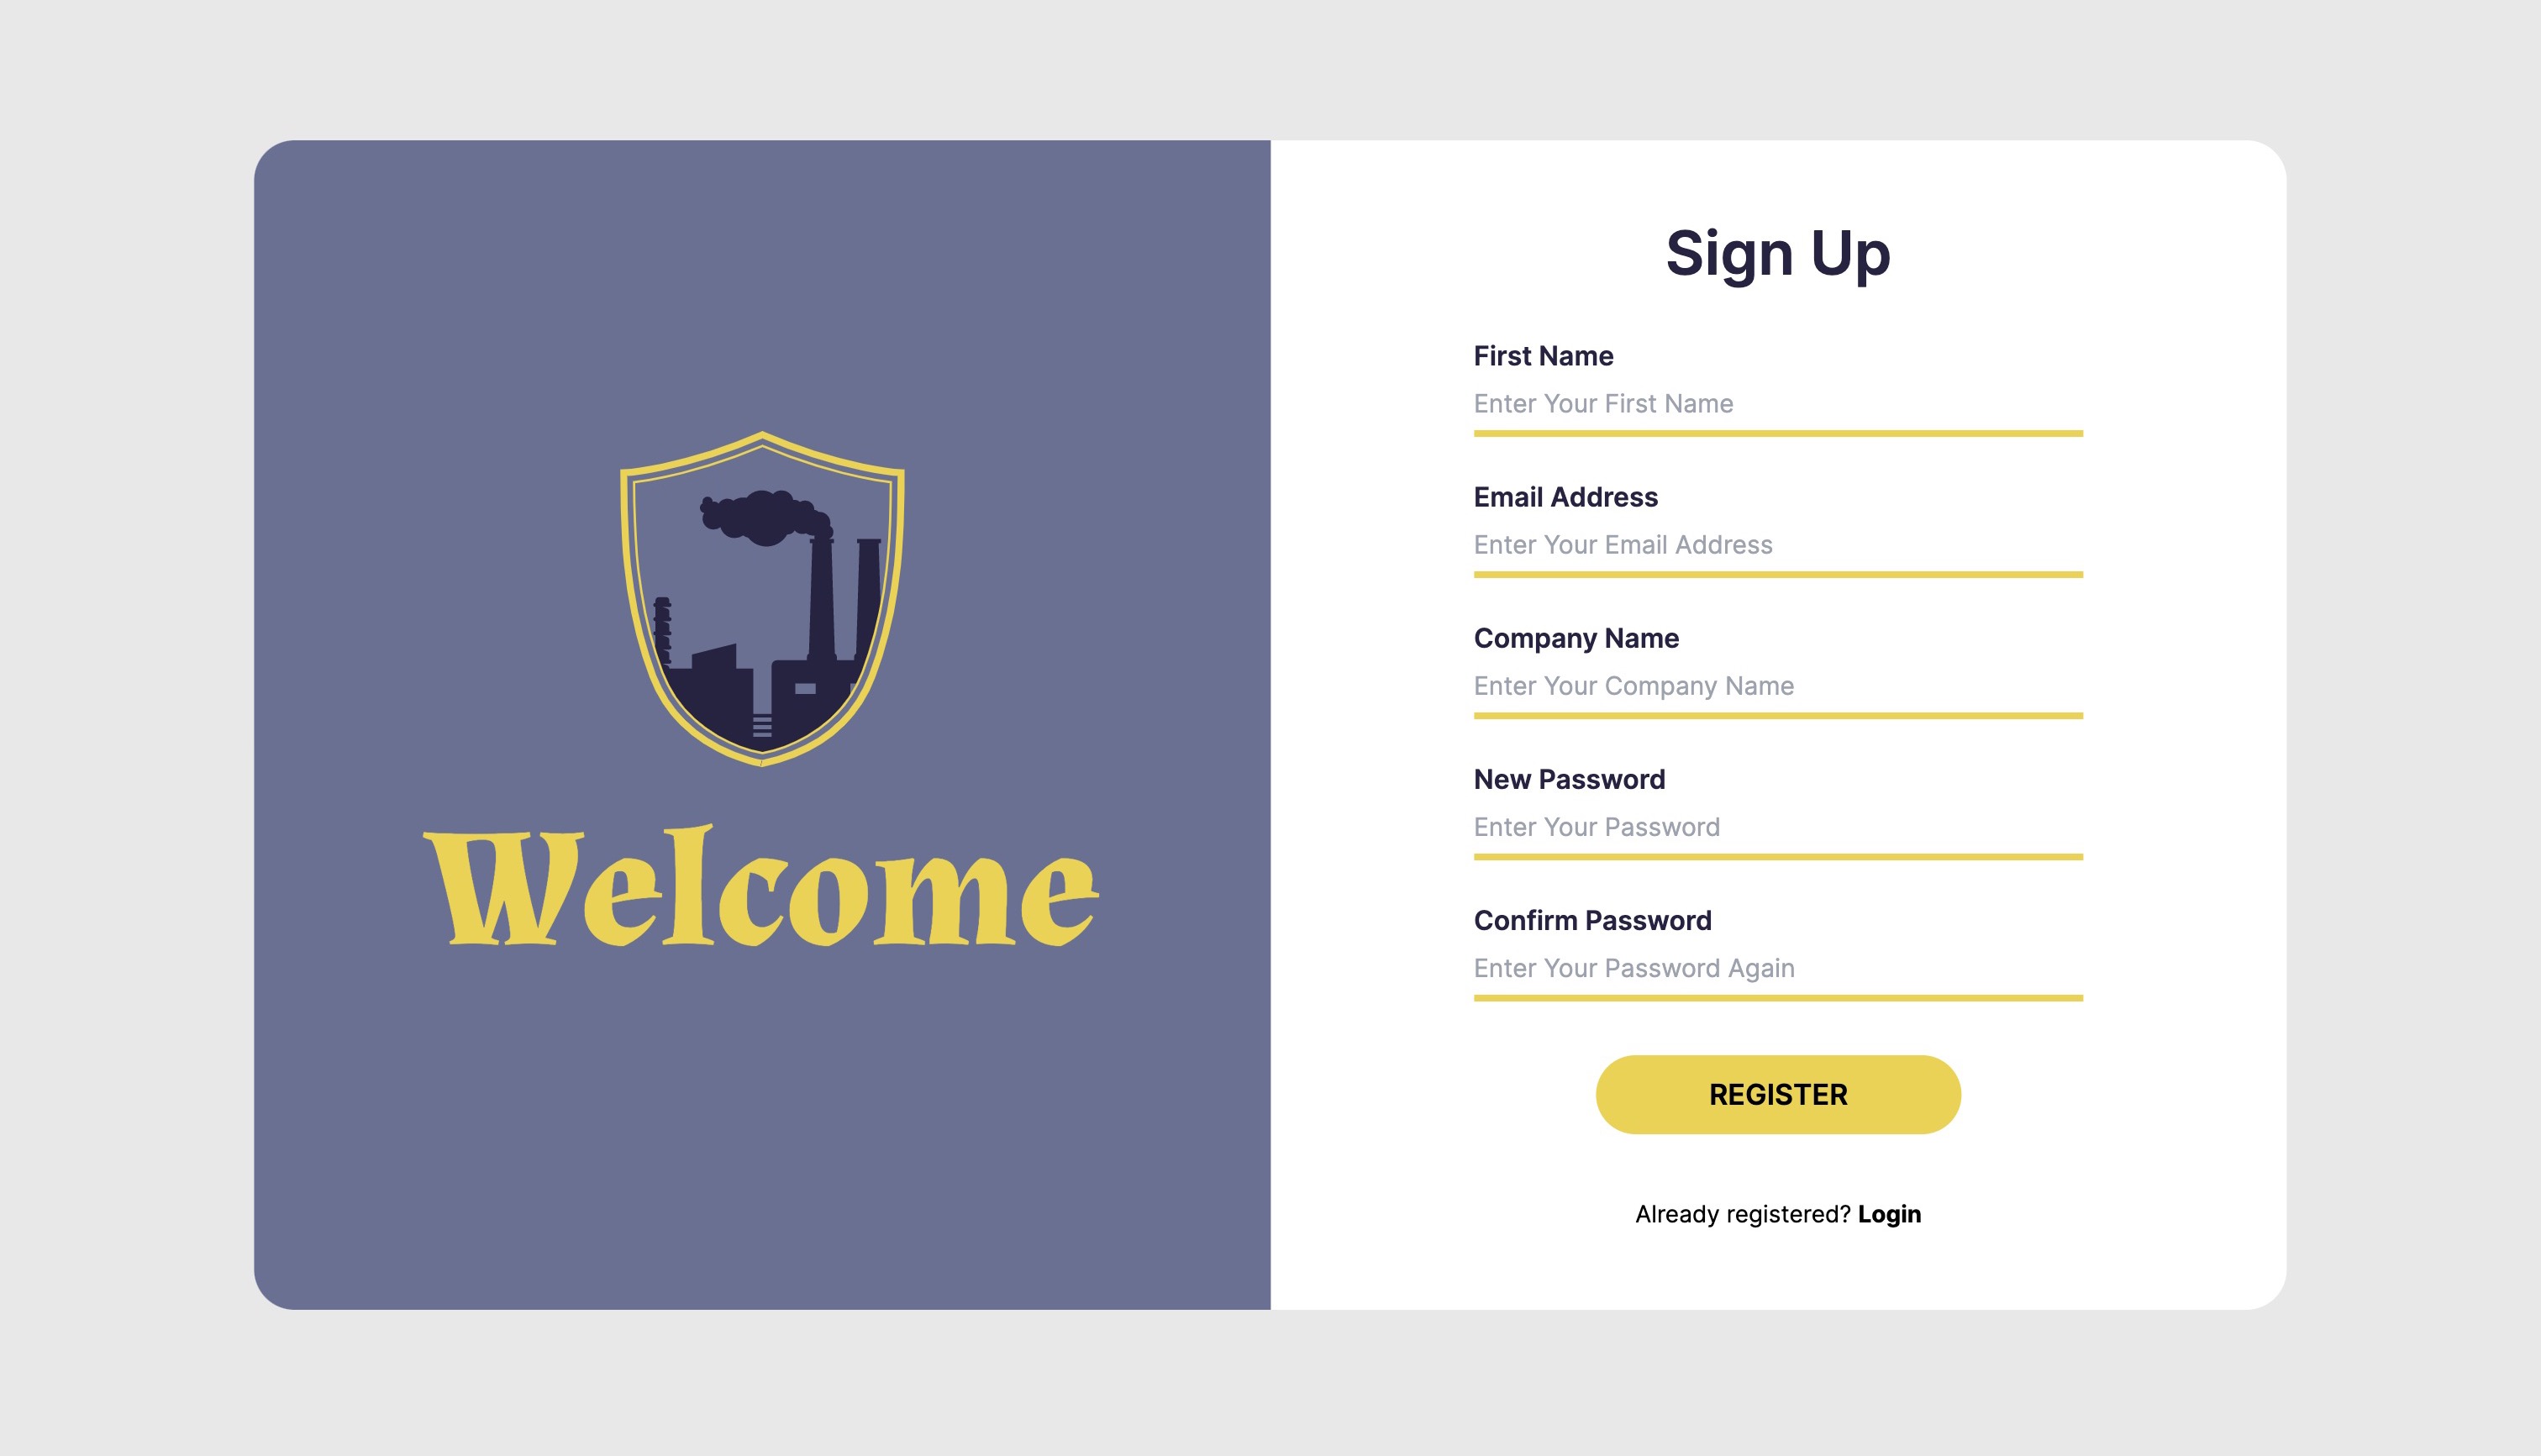 Welcome
Sign Up
First Name
Enter Your First Name
Email Address
Enter Your Email Address
Company Name
Enter Your Company Name
New Password
Enter Your Password
Confirm Password
Enter Your Password Again
REGISTER
Already registered? Login